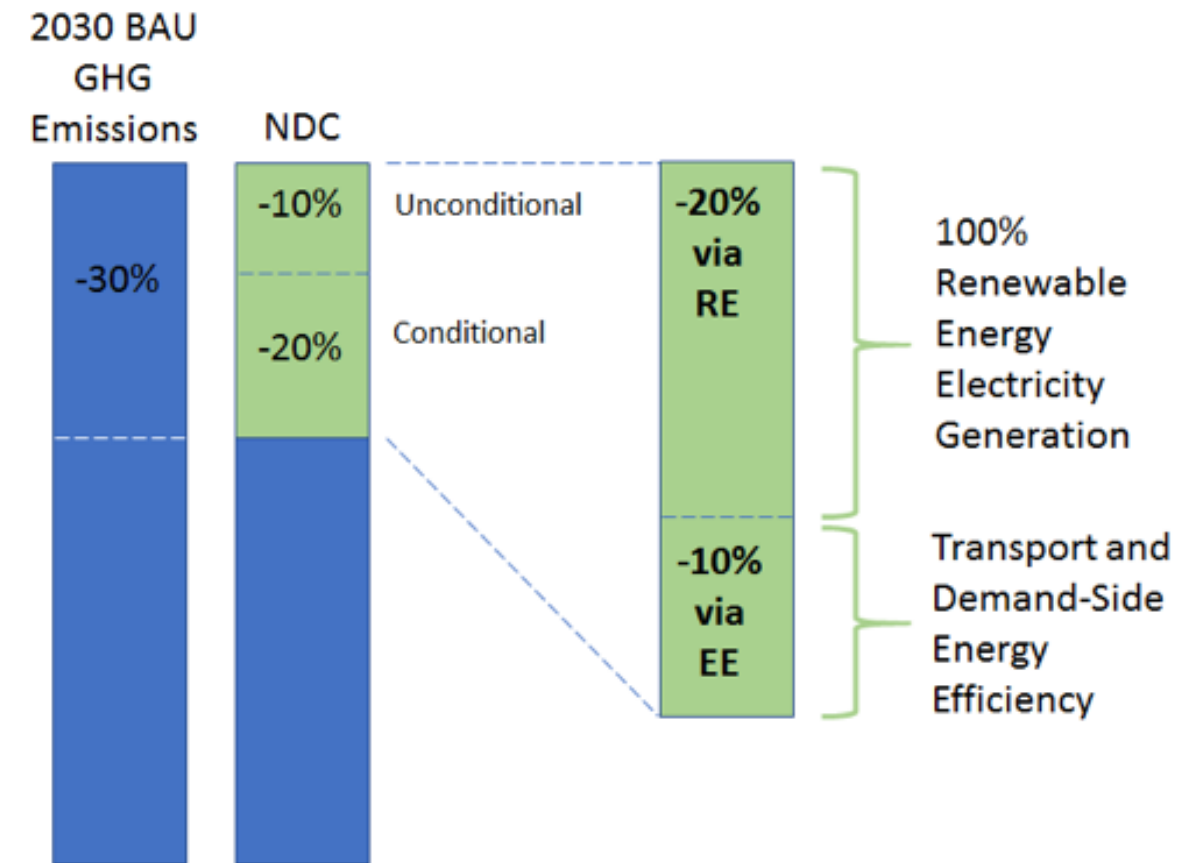 2030 BAU
GHG
Emissions
NDC
-30%
-10%
-20%
Unconditional
Conditional
-20%
via
RE
-10%
via
EE
100%
Renewable
Energy
Electricity
Generation
Transport and
Demand-Side
Energy
Efficiency